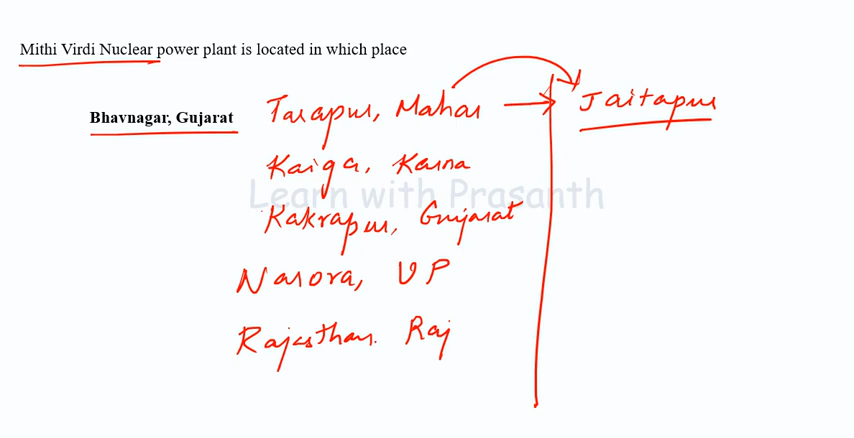 Mithi Virdi Nuclear power plant is located in which place
Bhavnagar, Gujarat
Tarapur, Mahar → Jaitapur
Kaiga, Karna
Learn with Prasanth
Kakrapur, Gujarat
Narora, UP
Rajasthan. Raj